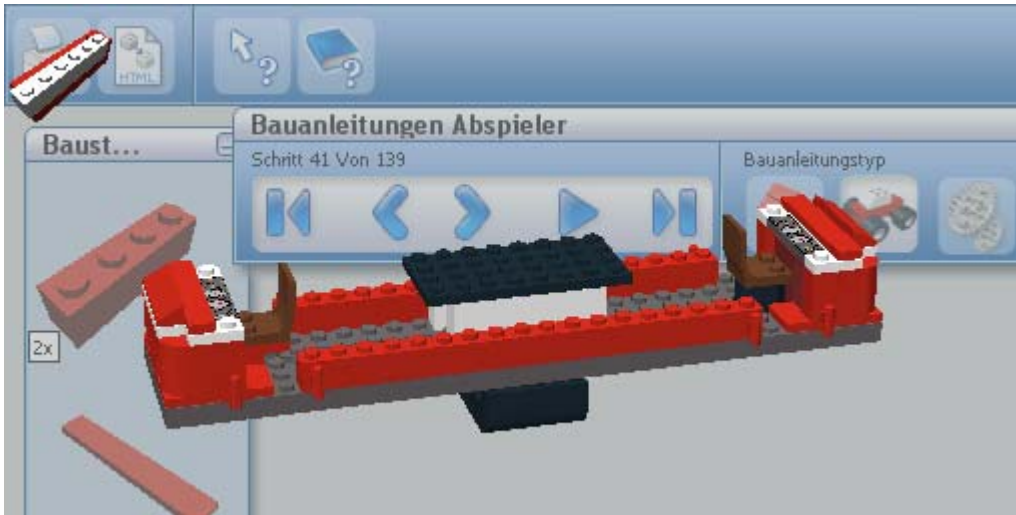 HTML
Bauanleitungen Abspieler
Baust...
Schritt 41 Von 139
Bauanleitungstyp
2x